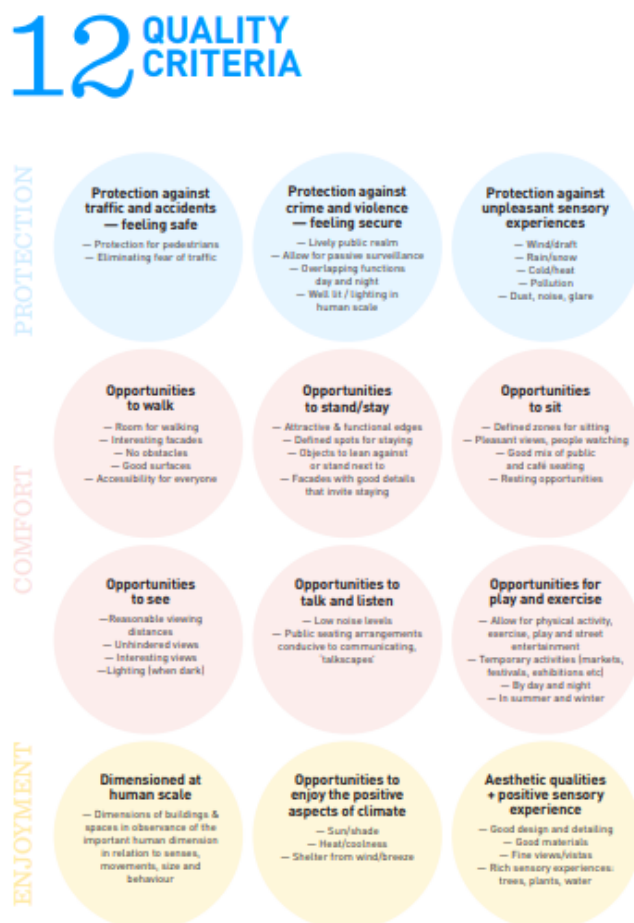 12 QUALITY
CRITERIA
PROTECTION
Protection against
traffic and accidents
— feeling safe
— Protection for pedestrians
— Eliminating fear of traffic
Protection against
crime and violence
— feeling secure
— Lively public realm
— Allow for passive surveillance
— Overlapping functions
day and night
— Well lit / lighting in
human scale
Protection against
unpleasant sensory
experiences
— Wind/draft
— Rain/snow
— Cold/heat
— Pollution
— Dust, noise, glare
COMFORT
Opportunities
to walk
— Room for walking
— Interesting facades
— No obstacles
— Good surfaces
— Accessibility for everyone
Opportunities
to stand/stay
— Attractive & functional edges
— Defined spots for staying
— Objects to lean against
or stand next to
— Facades with good details
that invite staying
Opportunities
to sit
— Defined zones for sitting
— Pleasant views, people watching
— Good mix of public
and café seating
— Resting opportunities
Opportunities
to see
—Reasonable viewing
distances
— Unhindered views
— Interesting views
—Lighting (when dark)
Opportunities to
talk and listen
— Low noise levels
— Public seating arrangements
conducive to communicating,
'talkscapes'
Opportunities for
play and exercise
— Allow for physical activity,
exercise, play and street
entertainment
— Temporary activities (markets,
festivals, exhibitions etc)
— By day and night
— In summer and winter
ENJOYMENT
Dimensioned at
human scale
— Dimensions of buildings &
spaces in observance of the
important human dimension
in relation to senses,
movements, size and
behaviour
Opportunities to
enjoy the positive
aspects of climate
— Sun/shade
— Heat/coolness
— Shelter from wind/breeze
Aesthetic qualities
+ positive sensory
experience
— Good design and detailing
— Good materials
— Fine views/vistas
— Rich sensory experiences:
trees, plants, water